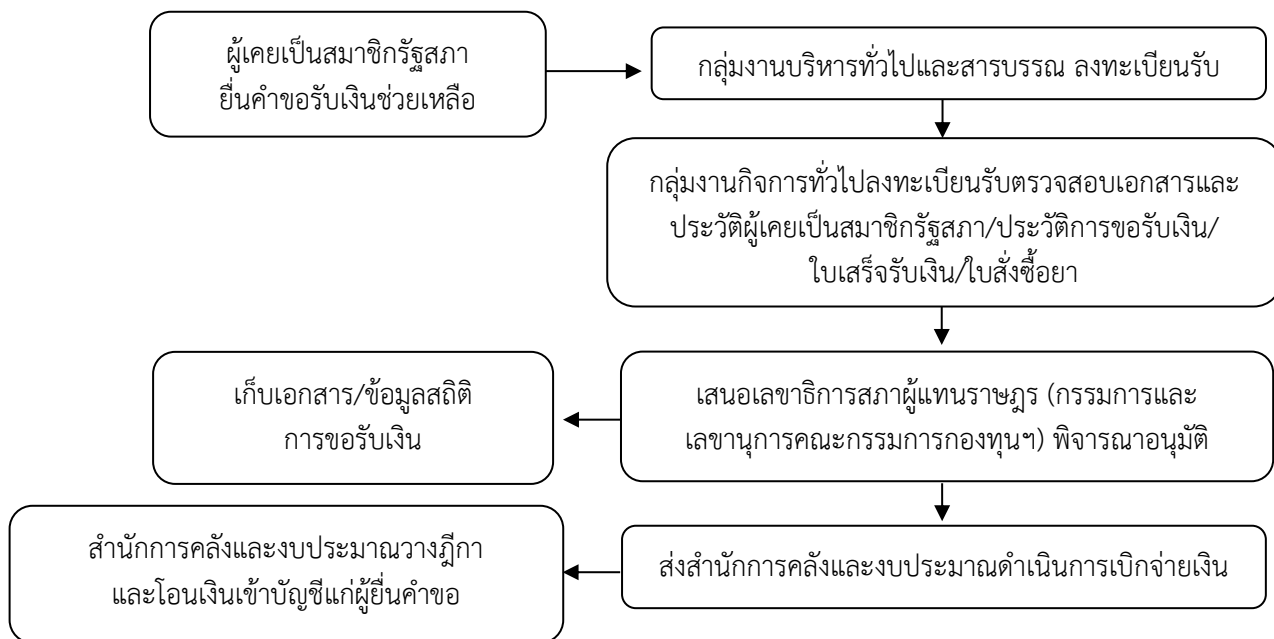 ผู้เคยเป็นสมาชิกรัฐสภา
ยื่นคำขอรับเงินช่วยเหลือ
กลุ่มงานบริหารทั่วไปและสารบรรณ ลงทะเบียนรับ
กลุ่มงานกิจการทั่วไปลงทะเบียนรับตรวจสอบเอกสารและ
ประวัติผู้เคยเป็นสมาชิกรัฐสภา/ประวัติการขอรับเงิน/
ใบเสร็จรับเงิน/ใบสั่งซื้อยา
เสนอเลขาธิการสภาผู้แทนราษฎร (กรรมการและ
เลขานุการคณะกรรมการกองทุนฯ) พิจารณาอนุมัติ
เก็บเอกสาร/ข้อมูลสถิติ
การขอรับเงิน
ส่งสำนักการคลังและงบประมาณดำเนินการเบิกจ่ายเงิน
สำนักการคลังและงบประมาณวางฎีกา
และโอนเงินเข้าบัญชีแก่ผู้ยื่นคำขอ